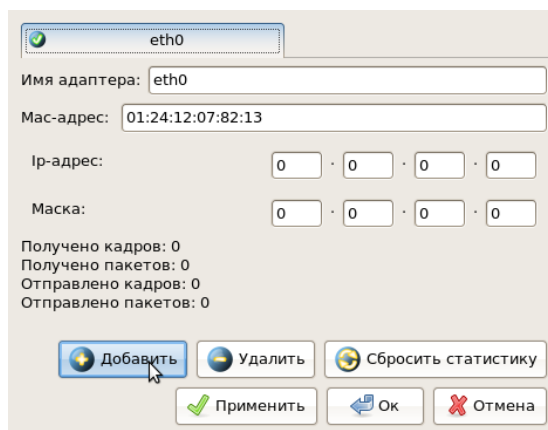 eth0
Имя адаптера: eth0
Mac-адрес: 01:24:12:07:82:13
Ip-адрес: 0 · 0 · 0 · 0
Маска: 0 · 0 · 0 · 0
Получено кадров: 0
Получено пакетов: 0
Отправлено кадров: 0
Отправлено пакетов: 0
Добавить Удалить Сбросить статистику
Применить Ок Отмена